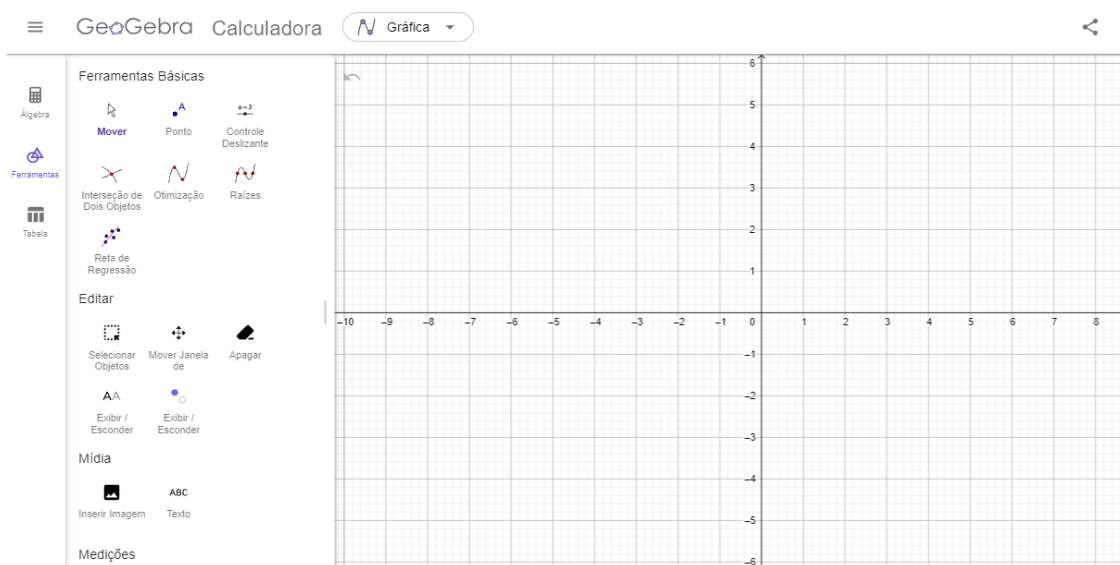 GeoGebra Calculadora Gráfica
Álgebra
Ferramentas
Tabela
Ferramentas Básicas
Mover
A
Ponto
a=2
Controle
Deslizante
Interseção de
Dois Objetos
Otimização
Raízes
Reta de
Regressão
Editar
Selecionar
Objetos
Mover Janela
de
Apagar
AA
Exibir /
Esconder
Exibir /
Esconder
Mídia
Inserir Imagem
ABC
Texto
Medições
6
5
4
3
2
1
–10 –9 –8 –7 –6 –5 –4 –3 –2 –1 0 1 2 3 4 5 6 7 8
–1
–2
–3
–4
–5
–6